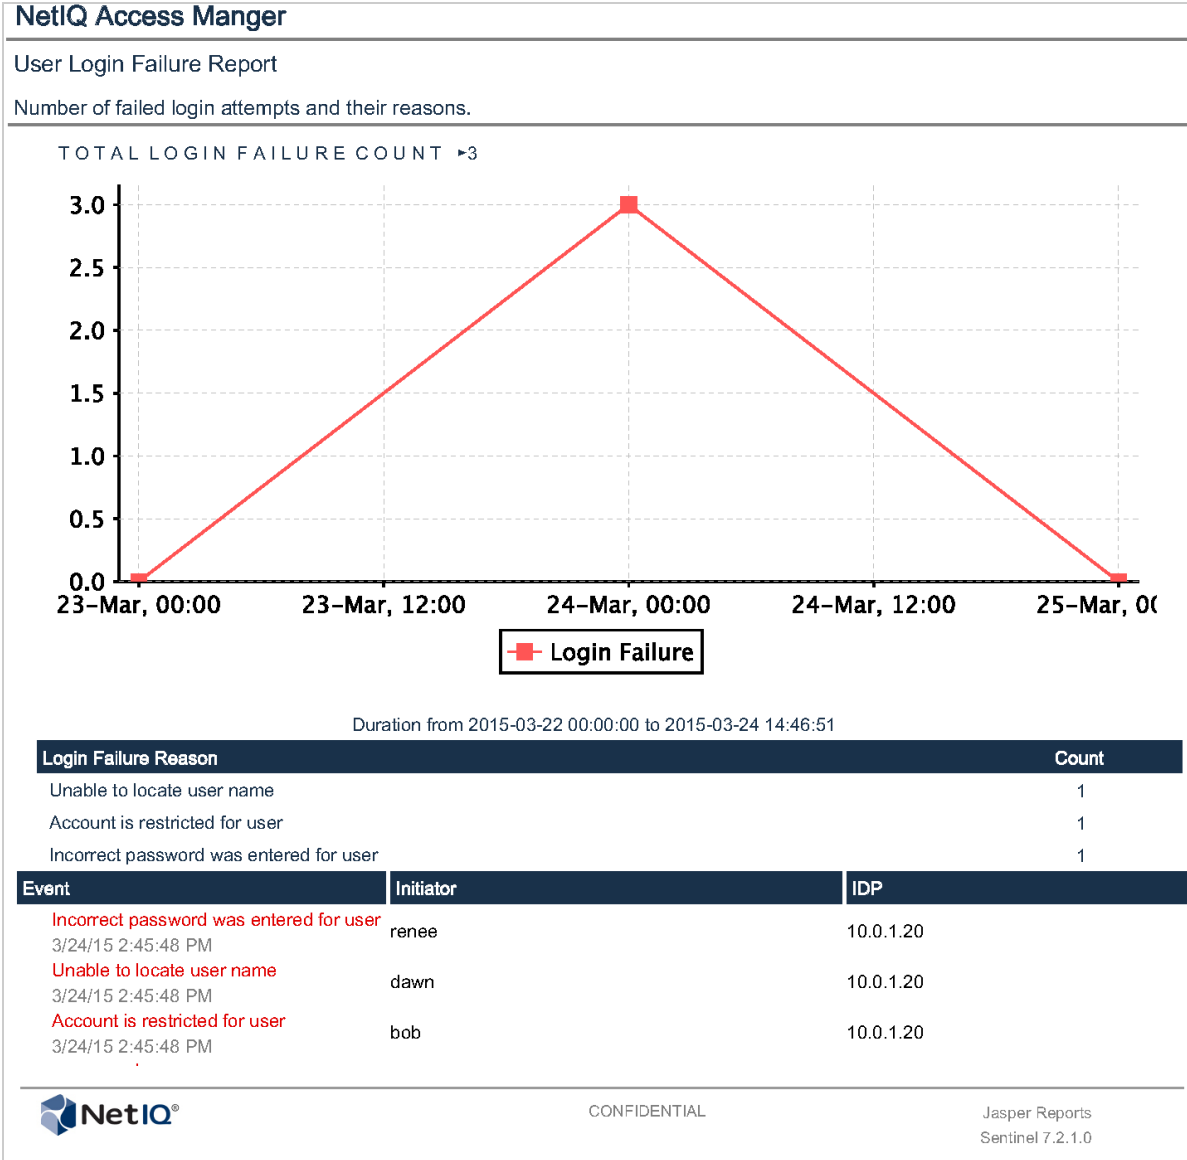 NetIQ Access Manger
User Login Failure Report
Number of failed login attempts and their reasons.
TOTAL LOGIN FAILURE COUNT ►3
3.0
2.5
2.0
1.5
1.0
0.5
0.0
23-Mar, 00:00 23-Mar, 12:00 24-Mar, 00:00 24-Mar, 12:00 25-Mar, 00
Login Failure
Duration from 2015-03-22 00:00:00 to 2015-03-24 14:46:51
Login Failure Reason Count
Unable to locate user name 1
Account is restricted for user 1
Incorrect password was entered for user 1
Event Initiator IDP
Incorrect password was entered for user
3/24/15 2:45:48 PM renee 10.0.1.20
Unable to locate user name
3/24/15 2:45:48 PM dawn 10.0.1.20
Account is restricted for user
3/24/15 2:45:48 PM bob 10.0.1.20
NetIQ® CONFIDENTIAL Jasper Reports
Sentinel 7.2.1.0